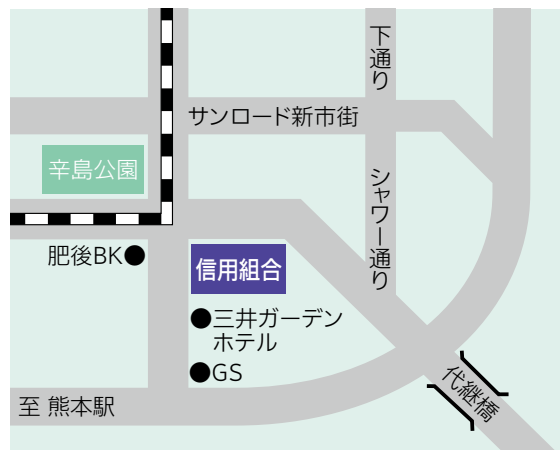 下通り
サンロード新市街
辛島公園
シャワー通り
肥後BK●
信用組合
●三井ガーデン
ホテル
●GS
至 熊本駅
代継橋